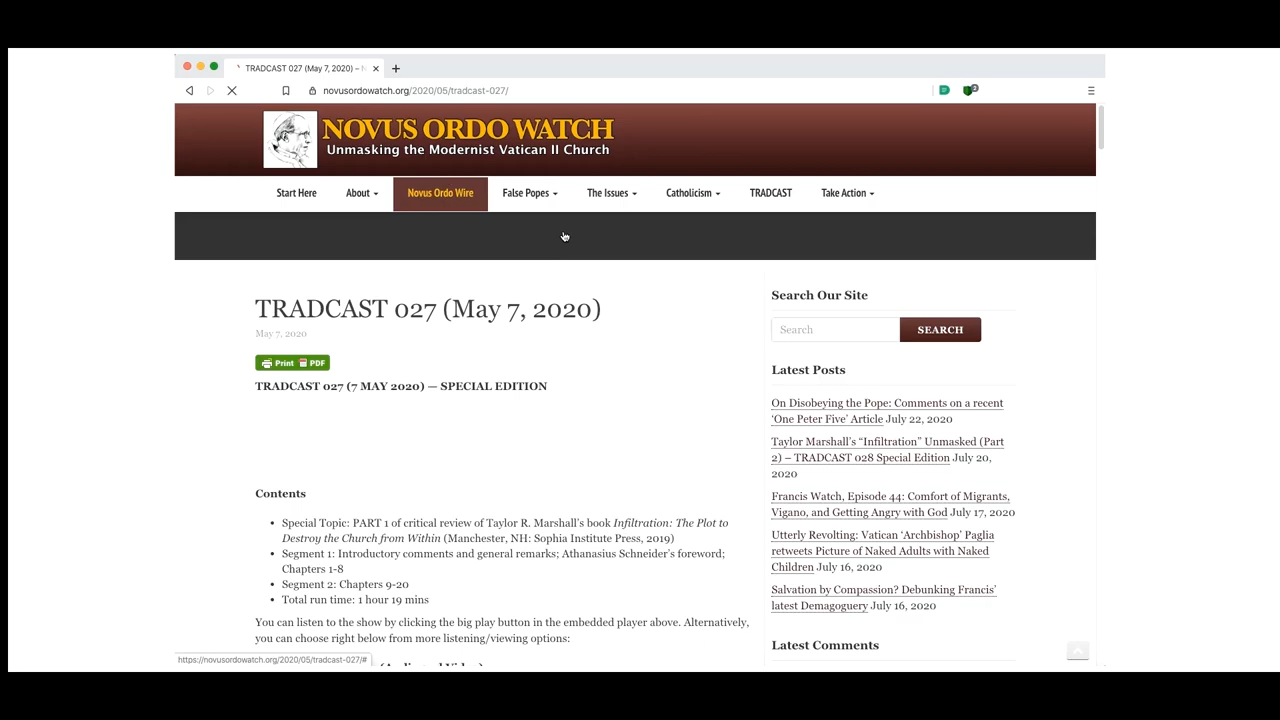 TRADCAST 027 (May 7, 2020) – N
novusordowatch.org/2020/05/tradcast-027/
NOVUS ORDO WATCH
Unmasking the Modernist Vatican II Church
Start Here
About
Novus Ordo Wire
False Popes
The Issues
Catholicism
TRADCAST
Take Action
TRADCAST 027 (May 7, 2020)
May 7, 2020
Print PDF
TRADCAST 027 (7 MAY 2020) — SPECIAL EDITION
Contents
Special Topic: PART 1 of critical review of Taylor R. Marshall's book Infiltration: The Plot to
Destroy the Church from Within (Manchester, NH: Sophia Institute Press, 2019)
Segment 1: Introductory comments and general remarks; Athanasius Schneider's foreword;
Chapters 1-8
Segment 2: Chapters 9-20
Total run time: 1 hour 19 mins
You can listen to the show by clicking the big play button in the embedded player above. Alternatively,
you can choose right below from more listening/viewing options:
Search Our Site
Search
SEARCH
Latest Posts
On Disobeying the Pope: Comments on a recent
‘One Peter Five’ Article July 22, 2020
Taylor Marshall’s “Infiltration” Unmasked (Part
2) – TRADCAST 028 Special Edition July 20,
2020
Francis Watch, Episode 44: Comfort of Migrants,
Vigano, and Getting Angry with God July 17, 2020
Utterly Revolting: Vatican ‘Archbishop’ Paglia
retweets Picture of Naked Adults with Naked
Children July 16, 2020
Salvation by Compassion? Debunking Francis’
latest Demagoguery July 16, 2020
Latest Comments
https://novusordowatch.org/2020/05/tradcast-027/#